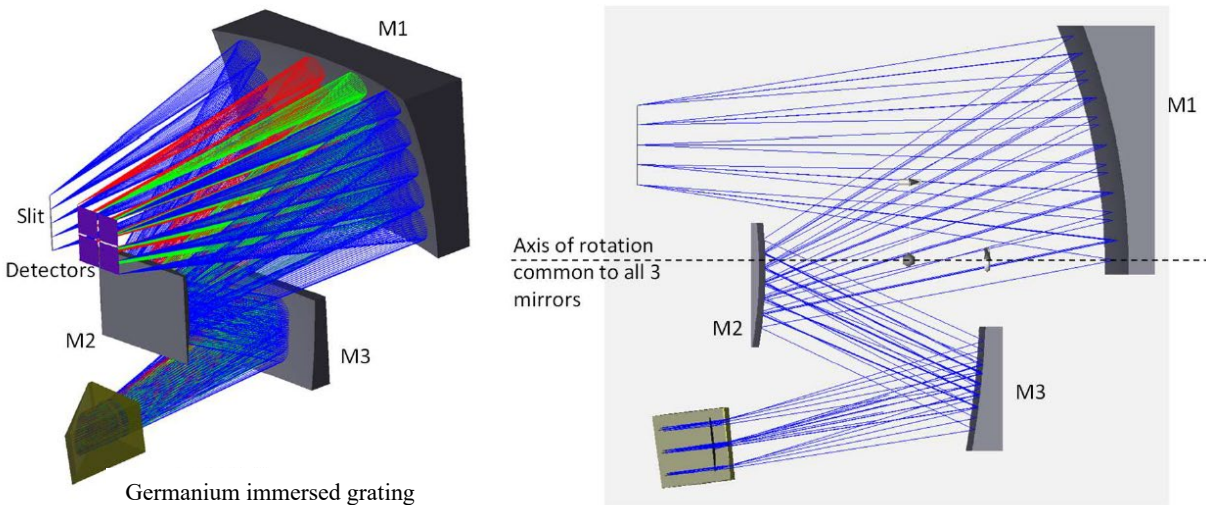 M1
Slit
Detectors
M2
M3
Germanium immersed grating
M1
Axis of rotation
common to all 3
mirrors
M2
M3